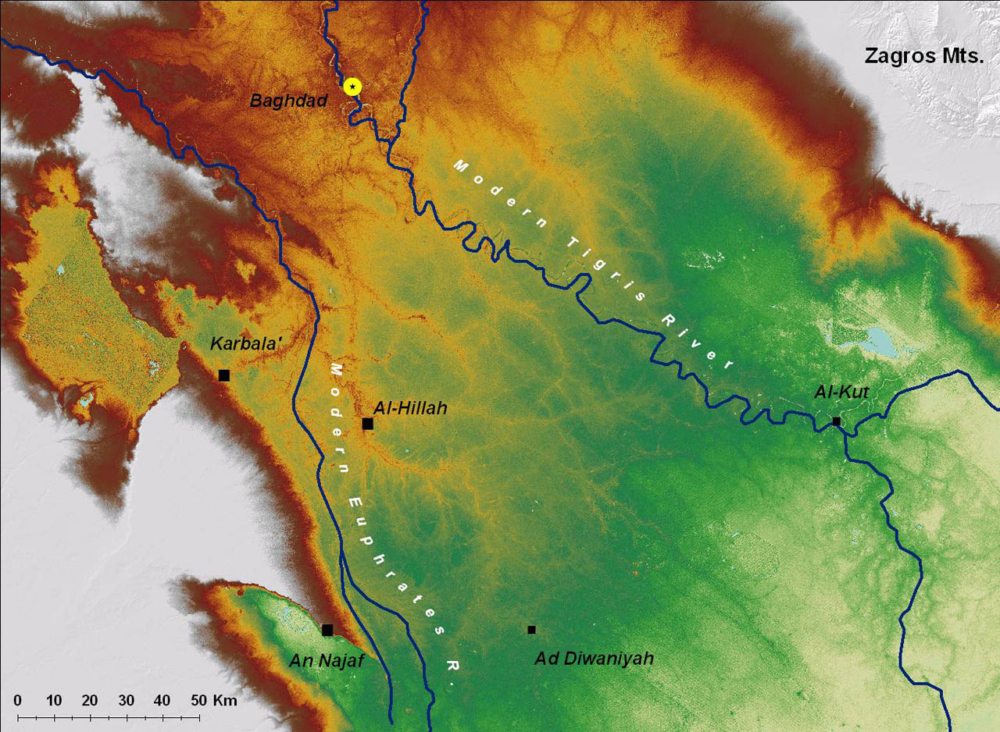 Zagros Mts.
Baghdad
Modern Tigris River
Karbala'
Modern Euphrates R.
Al-Hillah
Al-Kut
An Najaf
Ad Diwaniyah
0 10 20 30 40 50 Km